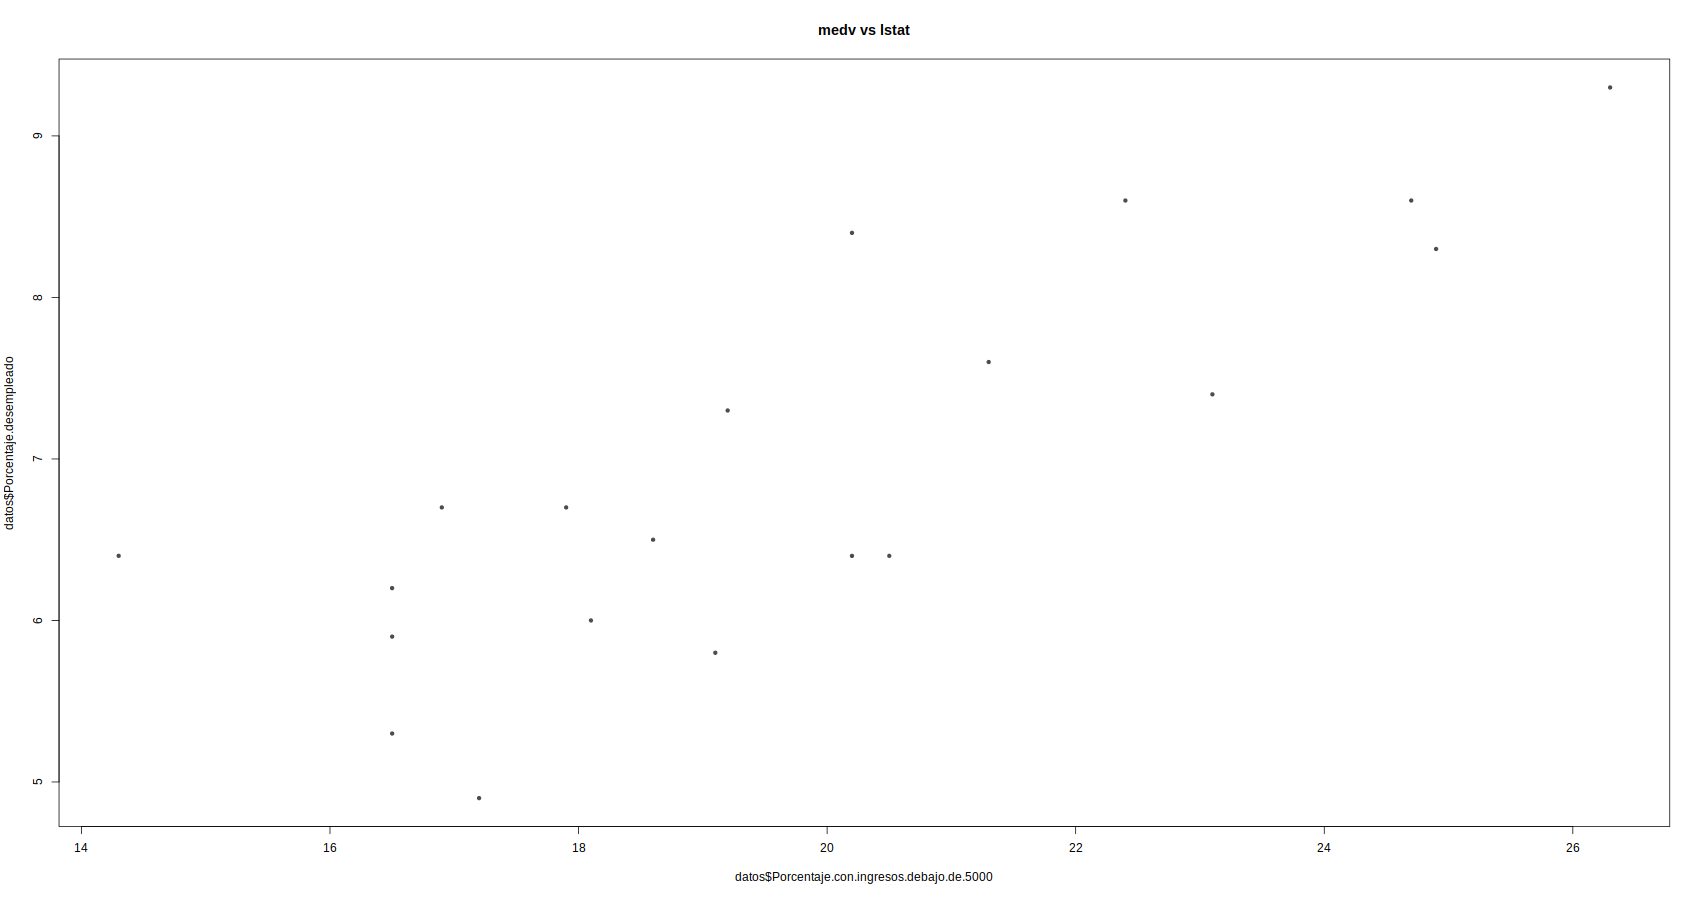 medv vs lstat
9
8
7
6
5
datos$Porcentaje.desempleado
14 16 18 20 22 24 26
datos$Porcentaje.con.ingresos.debajo.de.5000